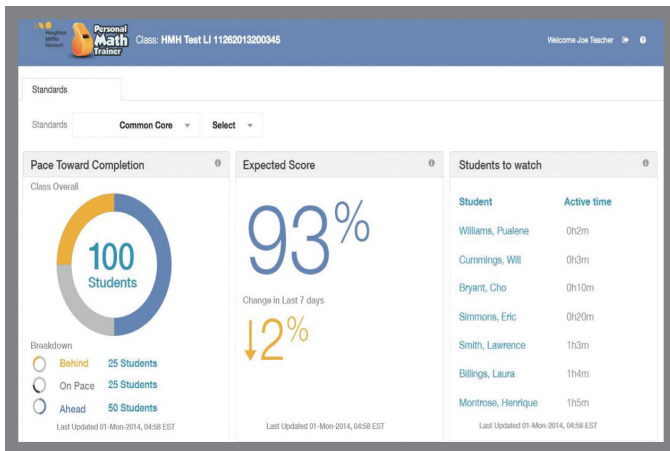 Houghton
Mifflin
Harcourt
Personal
Math
Trainer
Class: HMH Test LI 11262013200345
Welcome Joe Teacher
Standards
Standards
Common Core
Select
Pace Toward Completion
Class Overall
100
Students
Breakdown
Behind 25 Students
On Pace 25 Students
Ahead 50 Students
Last Updated 01-Mon-2014, 04:58 EST
Expected Score
93%
Change in Last 7 days
↓2%
Last Updated 01-Mon-2014, 04:58 EST
Students to watch
Student Active time
Williams, Pualene 0h2m
Cummings, Will 0h3m
Bryant, Cho 0h10m
Simmons, Eric 0h20m
Smith, Lawrence 1h3m
Billings, Laura 1h4m
Montrose, Henrique 1h5m
Last Updated 01-Mon-2014, 04:58 EST